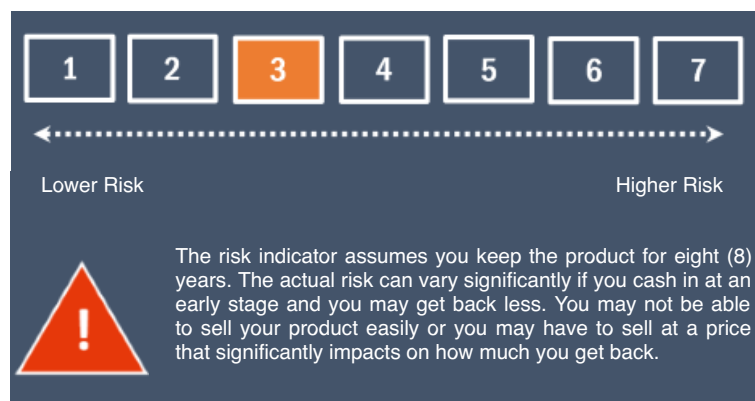 1 2 3 4 5 6 7
Lower Risk Higher Risk
The risk indicator assumes you keep the product for eight (8)
years. The actual risk can vary significantly if you cash in at an
early stage and you may get back less. You may not be able
to sell your product easily or you may have to sell at a price
that significantly impacts on how much you get back.
!